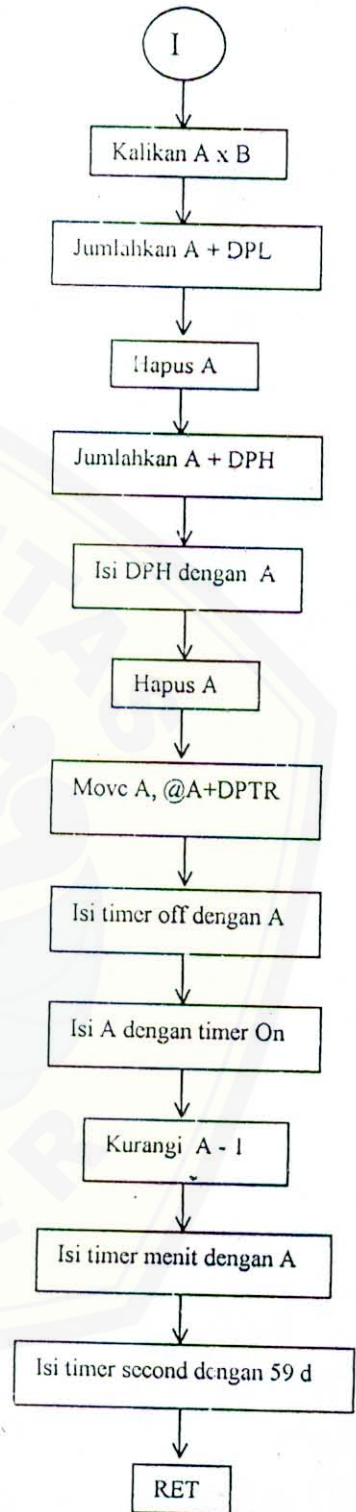 I
Kalikan A x B
Jumlahkan A + DPL
Hapus A
Jumlahkan A + DPH
Isi DPH dengan A
Hapus A
Move A, @A+DPTR
Isi timer off dengan A
Isi A dengan timer On
Kurangi A - 1
Isi timer menit dengan A
Isi timer second dengan 59 d
RET